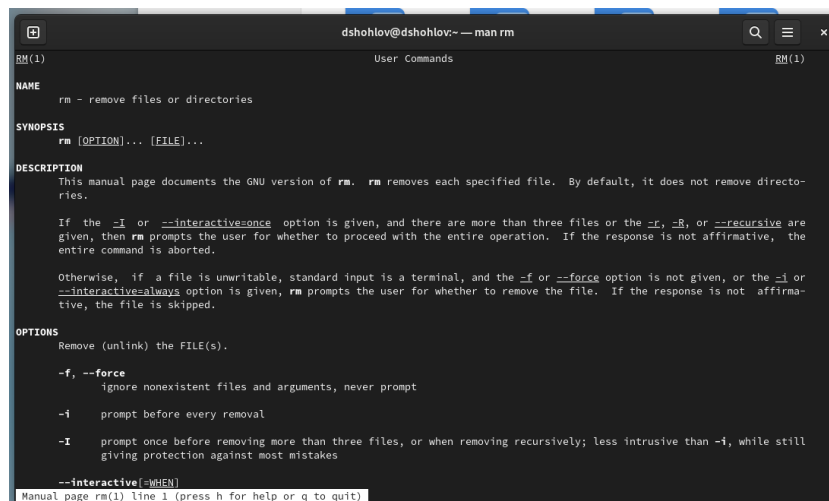 dshohlov@dshohlov:~ — man rm
RM(1) User Commands RM(1)
NAME
rm - remove files or directories
SYNOPSIS
rm [OPTION]... [FILE]...
DESCRIPTION
This manual page documents the GNU version of rm. rm removes each specified file. By default, it does not remove directo-
ries.
If the -I or --interactive=once option is given, and there are more than three files or the -r, -R, or --recursive are
given, then rm prompts the user for whether to proceed with the entire operation. If the response is not affirmative, the
entire command is aborted.
Otherwise, if a file is unwritable, standard input is a terminal, and the -f or --force option is not given, or the -i or
--interactive=always option is given, rm prompts the user for whether to remove the file. If the response is not affirma-
tive, the file is skipped.
OPTIONS
Remove (unlink) the FILE(s).
-f, --force
ignore nonexistent files and arguments, never prompt
-i prompt before every removal
-I prompt once before removing more than three files, or when removing recursively; less intrusive than -i, while still
giving protection against most mistakes
--interactive[=WHEN]
Manual page rm(1) line 1 (press h for help or q to quit)